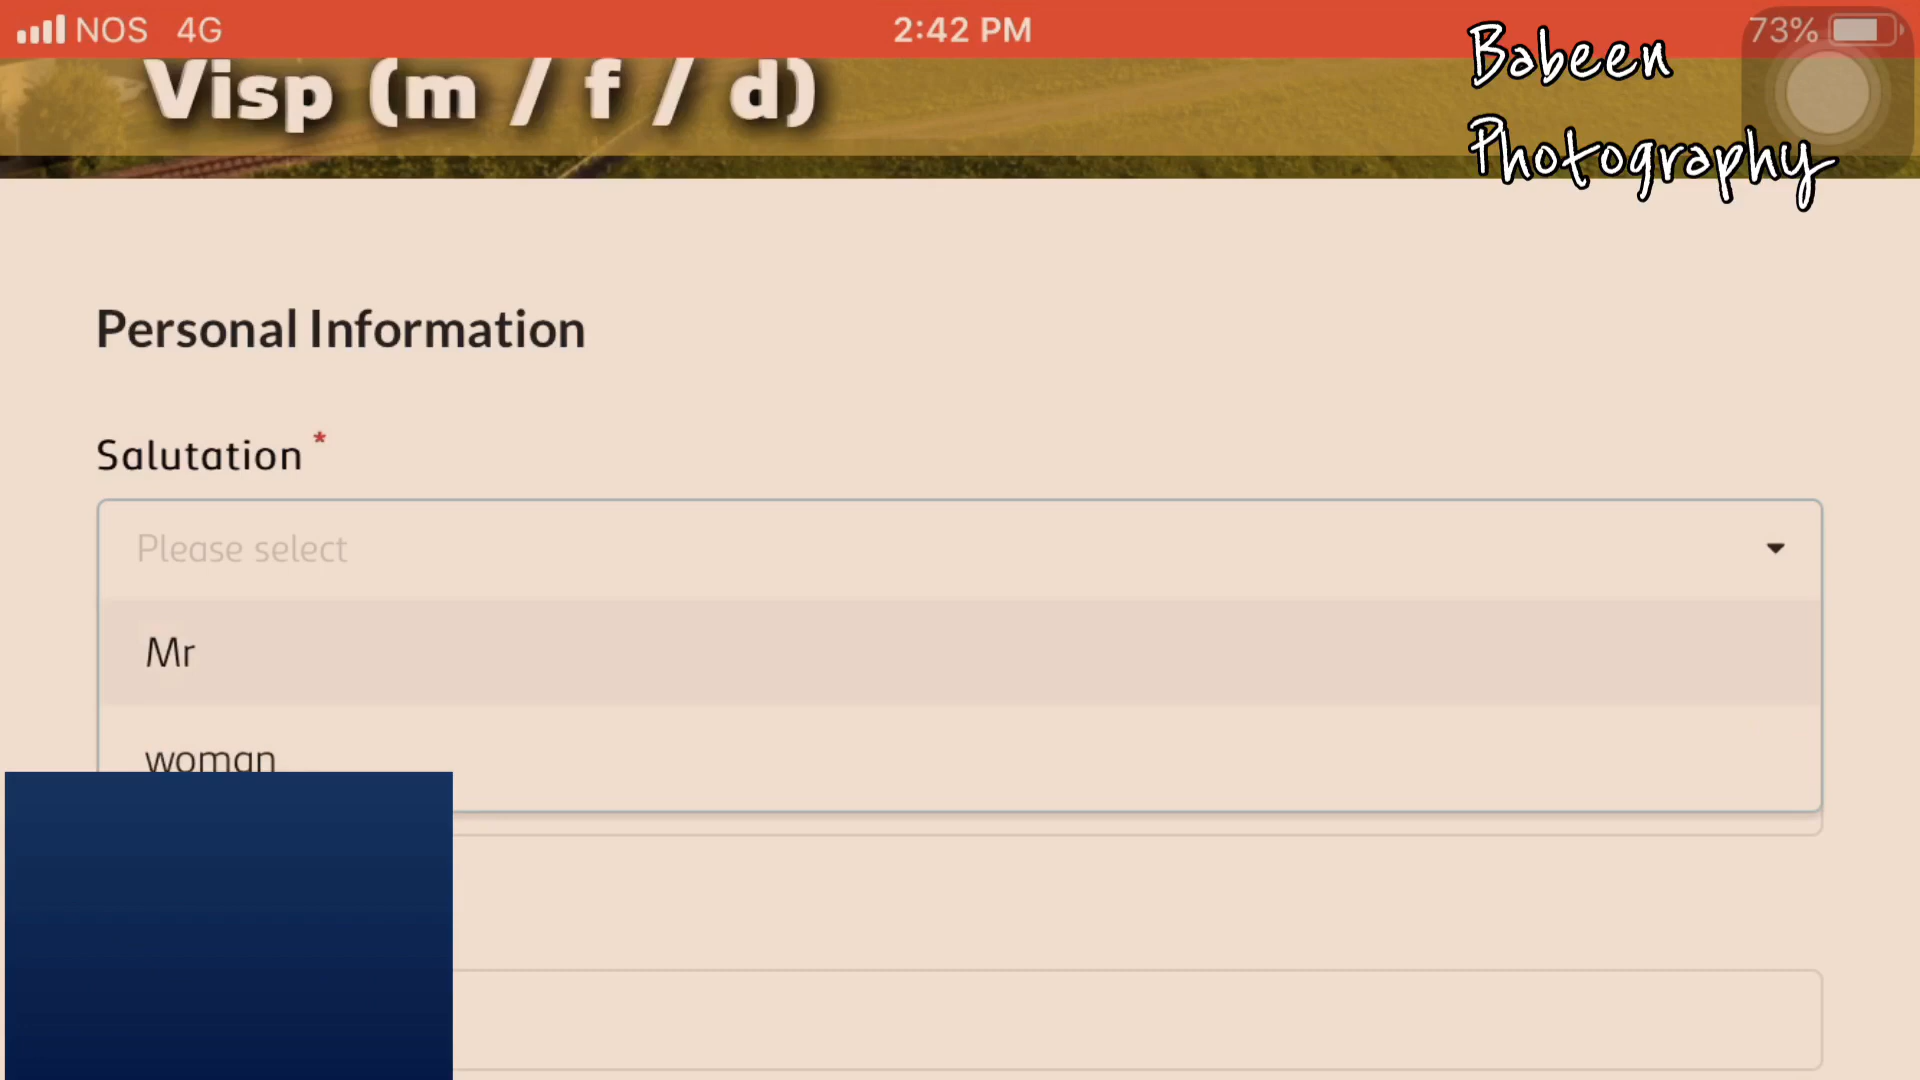 NOS 4G
2:42 PM
73%
Babeen
Photography
Visp (m / f / d)
Personal Information
Salutation *
Please select
Mr
woman